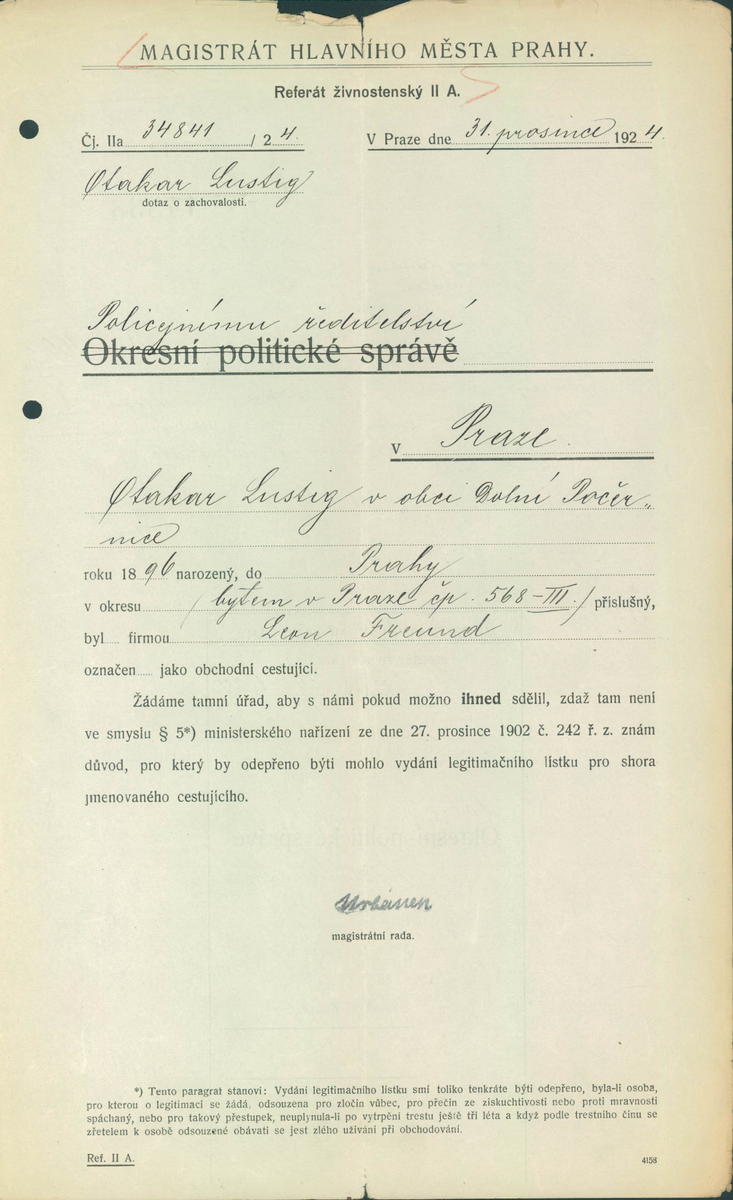 MAGISTRÁT HLAVNÍHO MĚSTA PRAHY.
Referát živnostenský II A.
Čj. IIa 34841 / 24.
V Praze dne 31. prosince 1924.
Otakar Lustig
dotaz o zachovalosti.
Policejnímu ředitelství
Okresní politické správě
v Praze.
Otakar Lustig v obci Dolní Počer„
nice
roku 1896 narozený, do Prahy
v okresu (bytem v Praze čp. 568-III.) příslušný,
byl firmou Leon Freund
označen jako obchodní cestující.
Žádáme tamní úřad, aby s námi pokud možno ihned sdělil, zdaž tam není
ve smyslu § 5*) ministerského nařízení ze dne 27. prosince 1902 č. 242 ř. z. znám
důvod, pro který by odepřeno býti mohlo vydání legitimačního lístku pro shora
jmenovaného cestujícího.
magistrátní rada.
*) Tento paragraf stanoví: Vydání legitimačního lístku smí toliko tenkráte býti odepřeno, byla-li osoba,
pro kterou o legitimaci se žádá, odsouzena pro zločin vůbec, pro přečin ze ziskuchtivosti nebo proti mravnosti
spáchaný, nebo pro takový přestupek, neuplynula-li po vytrpění trestu ještě tři léta a když podle trestního činu se
zřetelem k osobě odsouzené obávati se jest zlého užívání při obchodování.
Ref. II A.
4158